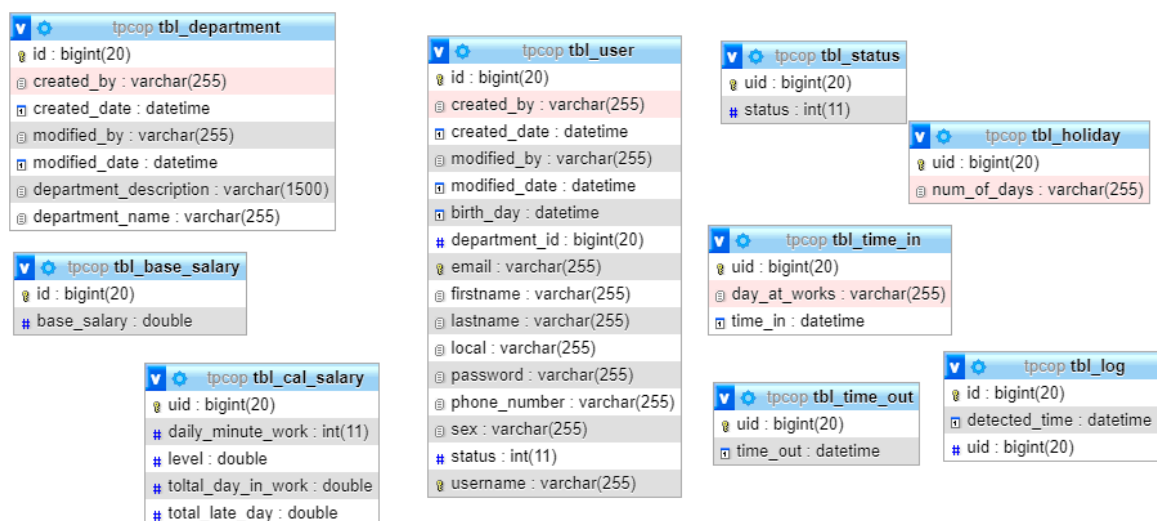 tpcop tbl_department
id : bigint(20)
created_by : varchar(255)
created_date : datetime
modified_by : varchar(255)
modified_date : datetime
department_description : varchar(1500)
department_name : varchar(255)
tpcop tbl_base_salary
id : bigint(20)
base_salary : double
tpcop tbl_cal_salary
uid : bigint(20)
daily_minute_work : int(11)
level : double
toltal_day_in_work : double
total_late_day : double
tpcop tbl_user
id : bigint(20)
created_by : varchar(255)
created_date : datetime
modified_by : varchar(255)
modified_date : datetime
birth_day : datetime
department_id : bigint(20)
email : varchar(255)
firstname : varchar(255)
lastname : varchar(255)
local : varchar(255)
password : varchar(255)
phone_number : varchar(255)
sex : varchar(255)
status : int(11)
username : varchar(255)
tpcop tbl_status
uid : bigint(20)
status : int(11)
tpcop tbl_holiday
uid : bigint(20)
num_of_days : varchar(255)
tpcop tbl_time_in
uid : bigint(20)
day_at_works : varchar(255)
time_in : datetime
tpcop tbl_time_out
uid : bigint(20)
time_out : datetime
tpcop tbl_log
id : bigint(20)
detected_time : datetime
uid : bigint(20)